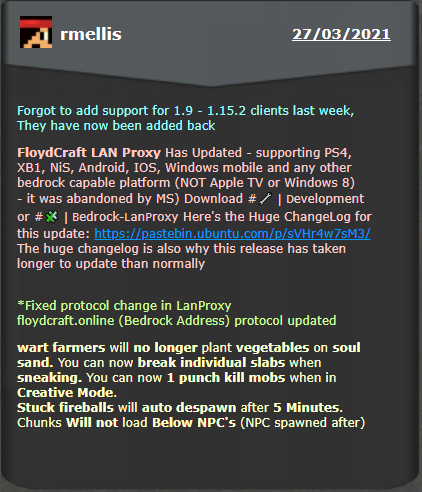 rmellis
27/03/2021
Forgot to add support for 1.9 - 1.15.2 clients last week,
They have now been added back
FloydCraft LAN Proxy Has Updated - supporting PS4,
XB1, NiS, Android, IOS, Windows mobile and any other
bedrock capable platform (NOT Apple TV or Windows 8)
- it was abandoned by MS) Download # | Development
or # | Bedrock-LanProxy Here's the Huge ChangeLog for
this update: https://pastebin.ubuntu.com/p/sVHr4w7sM3/
The huge changelog is also why this release has taken
longer to update than normally
*Fixed protocol change in LanProxy
floydcraft.online (Bedrock Address) protocol updated
wart farmers will no longer plant vegetables on soul
sand. You can now break individual slabs when
sneaking. You can now 1 punch kill mobs when in
Creative Mode.
Stuck fireballs will auto despawn after 5 Minutes.
Chunks Will not load Below NPC's (NPC spawned after)